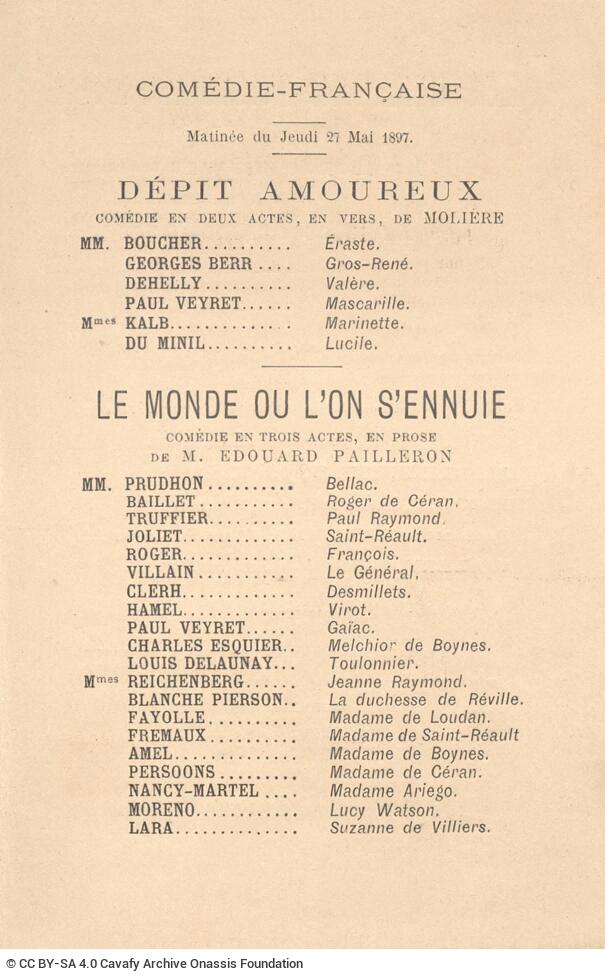 COMÉDIE-FRANÇAISE
Matinée du Jeudi 27 Mai 1897.
DÉPIT AMOUREUX
COMÉDIE EN DEUX ACTES, EN VERS, DE MOLIÈRE
MM. BOUCHER.......... Éraste.
GEORGES BERR .... Gros-René.
DEHELLY.......... Valère.
PAUL VEYRET...... Mascarille.
Mmes KALB............. Marinette.
DU MINIL.......... Lucile.
LE MONDE OU L'ON S'ENNUIE
COMÉDIE EN TROIS ACTES, EN PROSE
DE M. EDOUARD PAILLERON
MM. PRUDHON.......... Bellac.
BAILLET........... Roger de Céran.
TRUFFIER.......... Paul Raymond.
JOLIET............. Saint-Réault.
ROGER............. François.
VILLAIN........... Le Général.
CLERH............. Desmillets.
HAMEL............. Virot.
PAUL VEYRET...... Gaïac.
CHARLES ESQUIER.. Melchior de Boynes.
LOUIS DELAUNAY... Toulonnier.
Mmes REICHENBERG...... Jeanne Raymond.
BLANCHE PIERSON.. La duchesse de Réville.
FAYOLLE .......... Madame de Loudan.
FREMAUX.......... Madame de Saint-Réault
AMEL.............. Madame de Boynes.
PERSOONS ......... Madame de Céran.
NANCY-MARTEL .... Madame Ariego.
MORENO............ Lucy Watson.
LARA.............. Suzanne de Villiers.
© CC BY-SA 4.0 Cavafy Archive Onassis Foundation